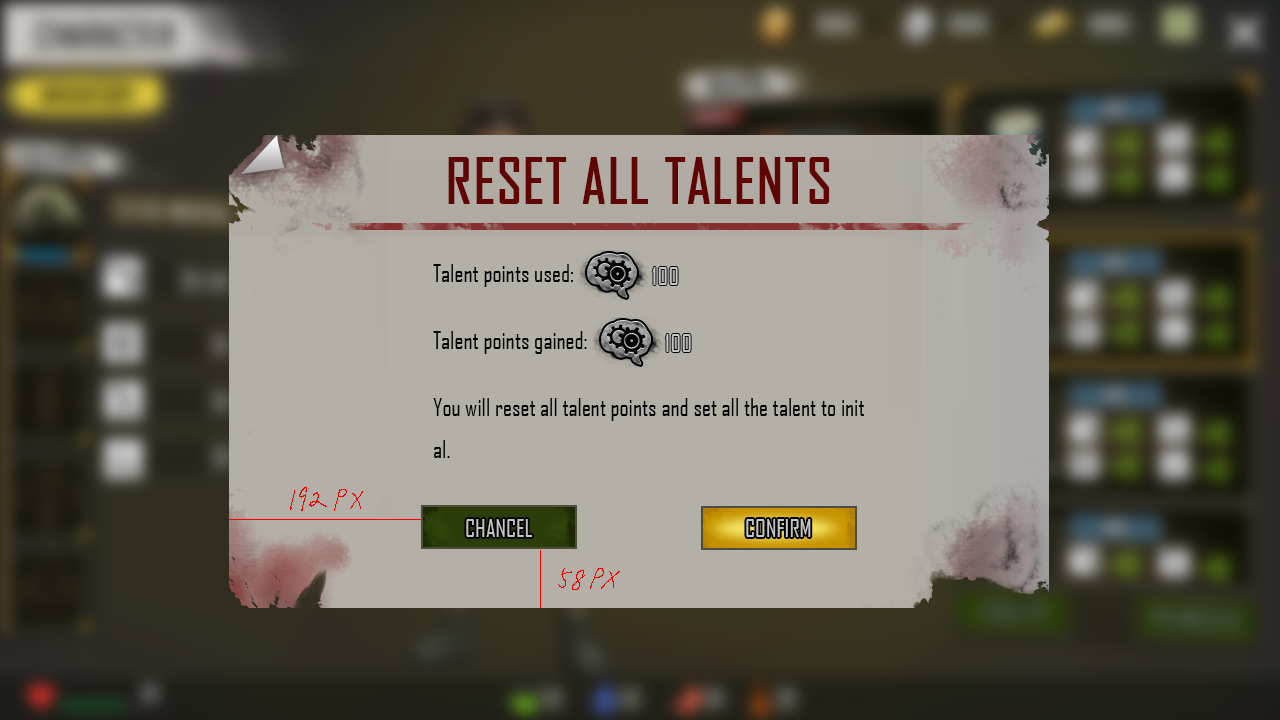 RESET ALL TALENTS
Talent points used: 100
Talent points gained: 100
You will reset all talent points and set all the talent to init
al.
192 PX
CHANCEL
CONFIRM
58 PX